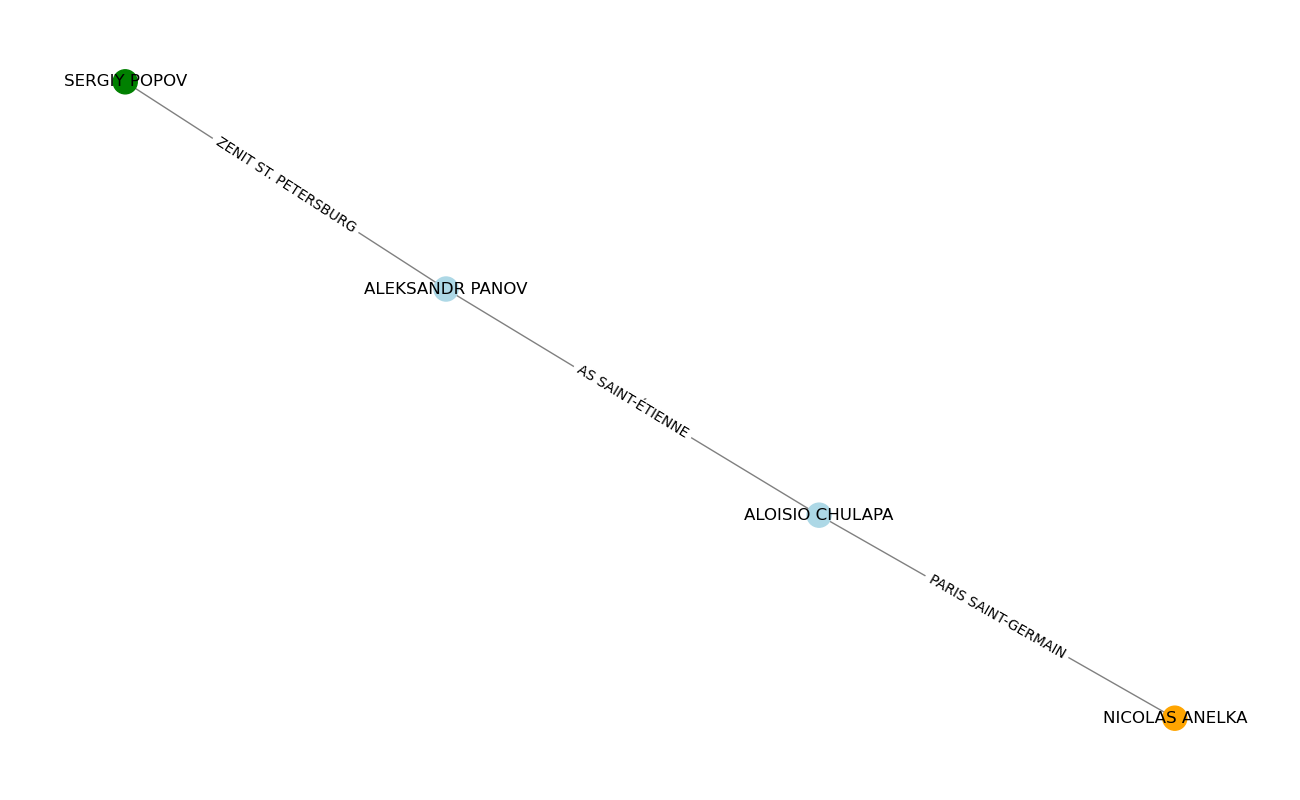 SERGIY POPOV
ZENIT ST. PETERSBURG
ALEKSANDR PANOV
AS SAINT-ÉTIENNE
ALOISIO CHULAPA
PARIS SAINT-GERMAIN
NICOLAS ANELKA